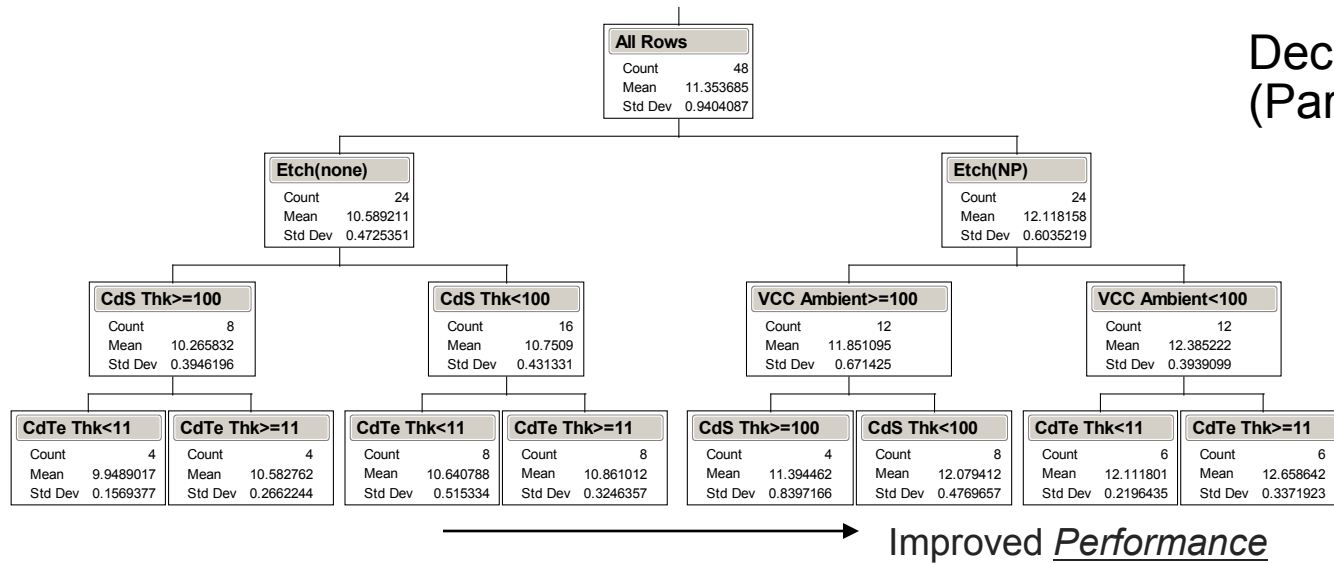 All Rows
Count 48
Mean 11.353685
Std Dev 0.9404087
Dec
(Par
Etch(none)
Count 24
Mean 10.589211
Std Dev 0.4725351
Etch(NP)
Count 24
Mean 12.118158
Std Dev 0.6035219
CdS Thk>=100
Count 8
Mean 10.265832
Std Dev 0.3946196
CdS Thk<100
Count 16
Mean 10.7509
Std Dev 0.431331
VCC Ambient>=100
Count 12
Mean 11.851095
Std Dev 0.671425
VCC Ambient<100
Count 12
Mean 12.385222
Std Dev 0.3939099
CdTe Thk<11
Count 4
Mean 9.9489017
Std Dev 0.1569377
CdTe Thk>=11
Count 4
Mean 10.582762
Std Dev 0.2662244
CdTe Thk<11
Count 8
Mean 10.640788
Std Dev 0.515334
CdTe Thk>=11
Count 8
Mean 10.861012
Std Dev 0.3246357
CdS Thk>=100
Count 4
Mean 11.394462
Std Dev 0.8397166
CdS Thk<100
Count 8
Mean 12.079412
Std Dev 0.4769657
CdTe Thk<11
Count 6
Mean 12.111801
Std Dev 0.2196435
CdTe Thk>=11
Count 6
Mean 12.658642
Std Dev 0.3371923
Improved Performance